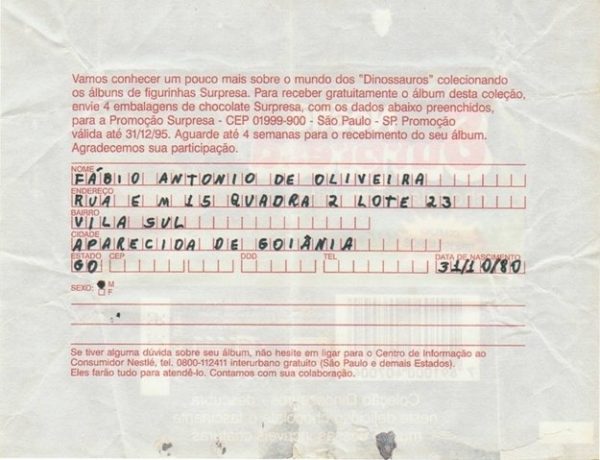 Vamos conhecer um pouco mais sobre o mundo dos "Dinossauros" colecionando
os álbuns de figurinhas Surpresa. Para receber gratuitamente o álbum desta coleção,
envie 4 embalagens de chocolate Surpresa, com os dados abaixo preenchidos,
para a Promoção Surpresa - CEP 01999-900 - São Paulo - SP. Promoção
válida até 31/12/95. Aguarde até 4 semanas para o recebimento do seu álbum.
Agradecemos sua participação.
NOME
FÁBIO ANTONIO DE OLIVEIRA
ENDEREÇO
RUA E M 15 QUADRA 2 LOTE 23
BAIRRO
VILA SUL
CIDADE
APARECIDA DE GOIÂNIA
ESTADO CEP DDD TEL DATA DE NASCIMENTO
GO 31/10/80
SEXO: M
F
Se tiver alguma dúvida sobre seu álbum, não hesite em ligar para o Centro de Informação ao
Consumidor Nestlé, tel. 0800-112411 interurbano gratuito (São Paulo e demais Estados).
Eles farão tudo para atendê-lo. Contamos com sua colaboração.